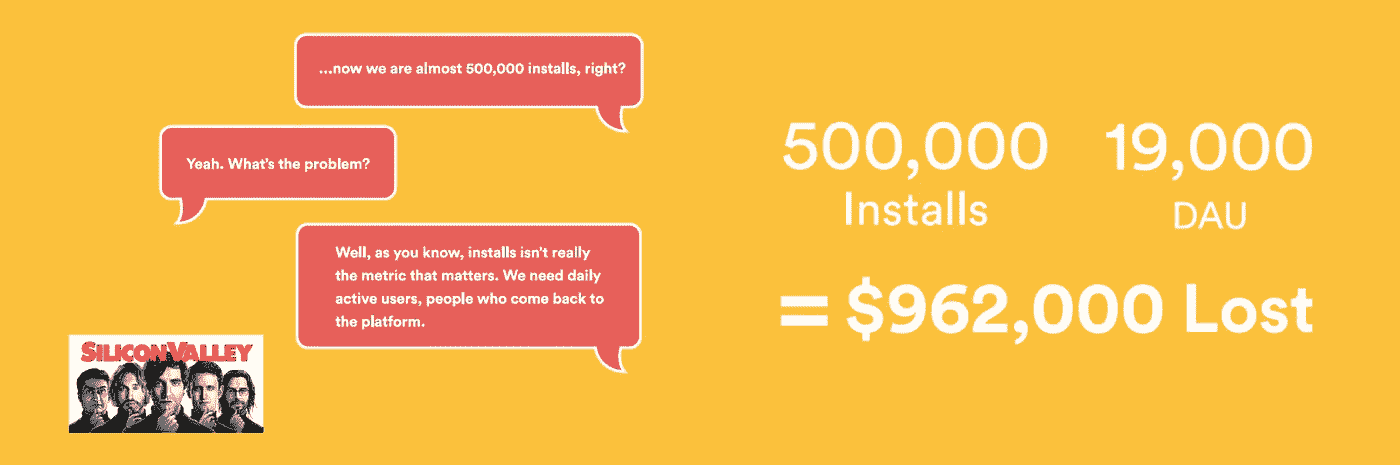 ...now we are almost 500,000 installs, right?
Yeah. What's the problem?
Well, as you know, installs isn't really
the metric that matters. We need daily
active users, people who come back to
the platform.
SILICON VALLEY
500,000 19,000
Installs DAU
= $962,000 Lost